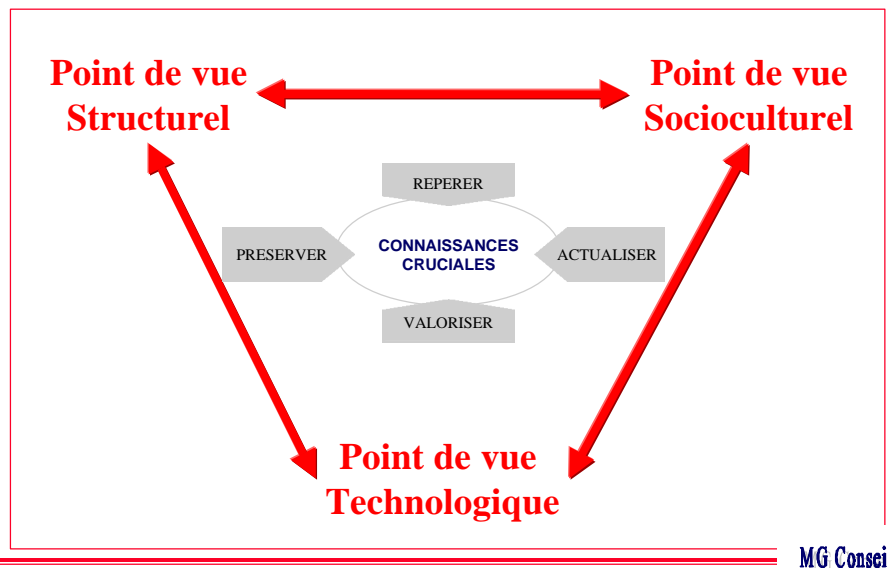 Point de vue
Structurel
Point de vue
Socioculturel
REPERER
PRESERVER
CONNAISSANCES
CRUCIALES
ACTUALISER
VALORISER
Point de vue
Technologique
MG Consei